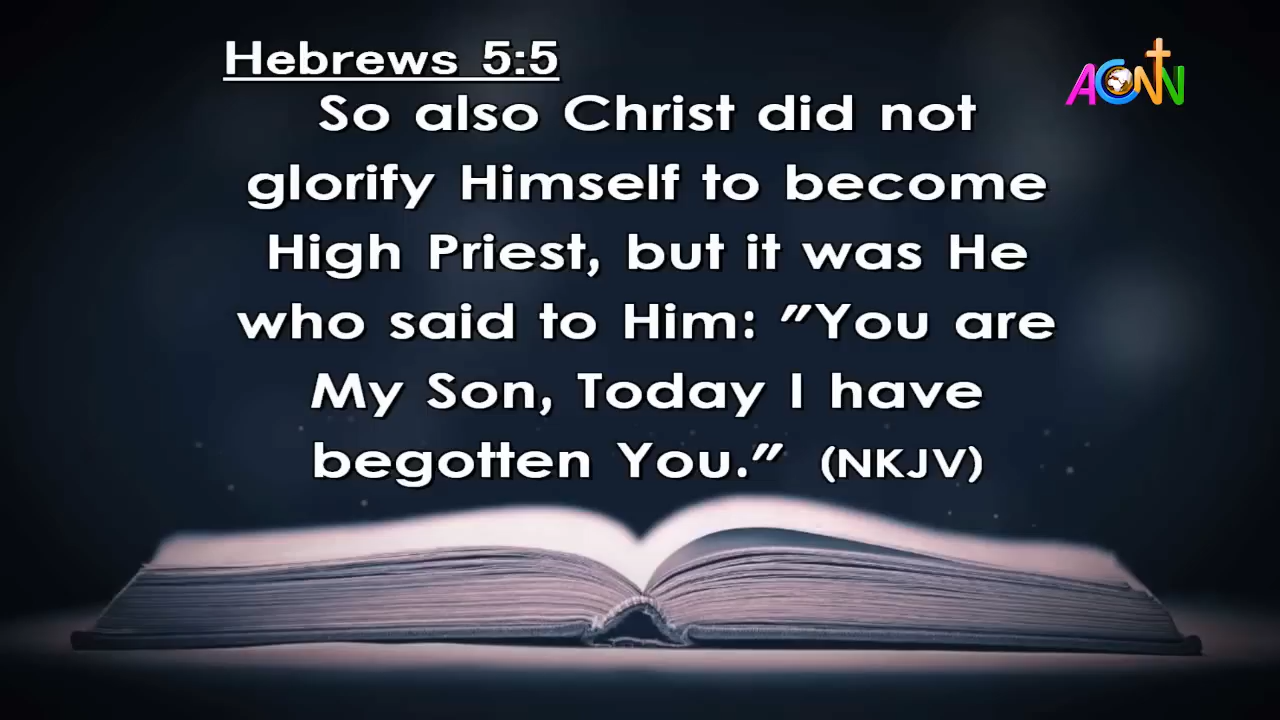 Hebrews 5:5
ACNN
So also Christ did not
glorify Himself to become
High Priest, but it was He
who said to Him: "You are
My Son, Today I have
begotten You." (NKJV)